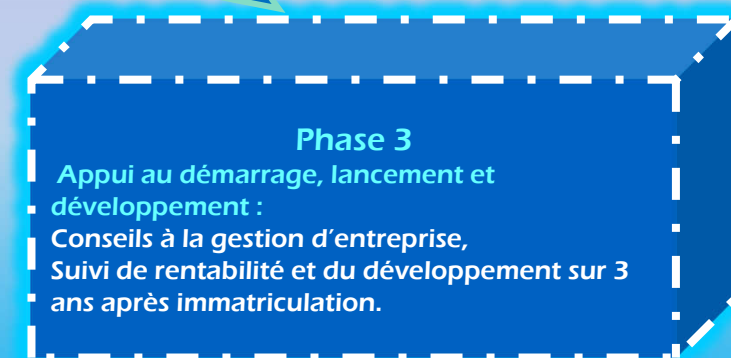 Phase 3
Appui au démarrage, lancement et
développement :
Conseils à la gestion d’entreprise,
Suivi de rentabilité et du développement sur 3
ans après immatriculation.